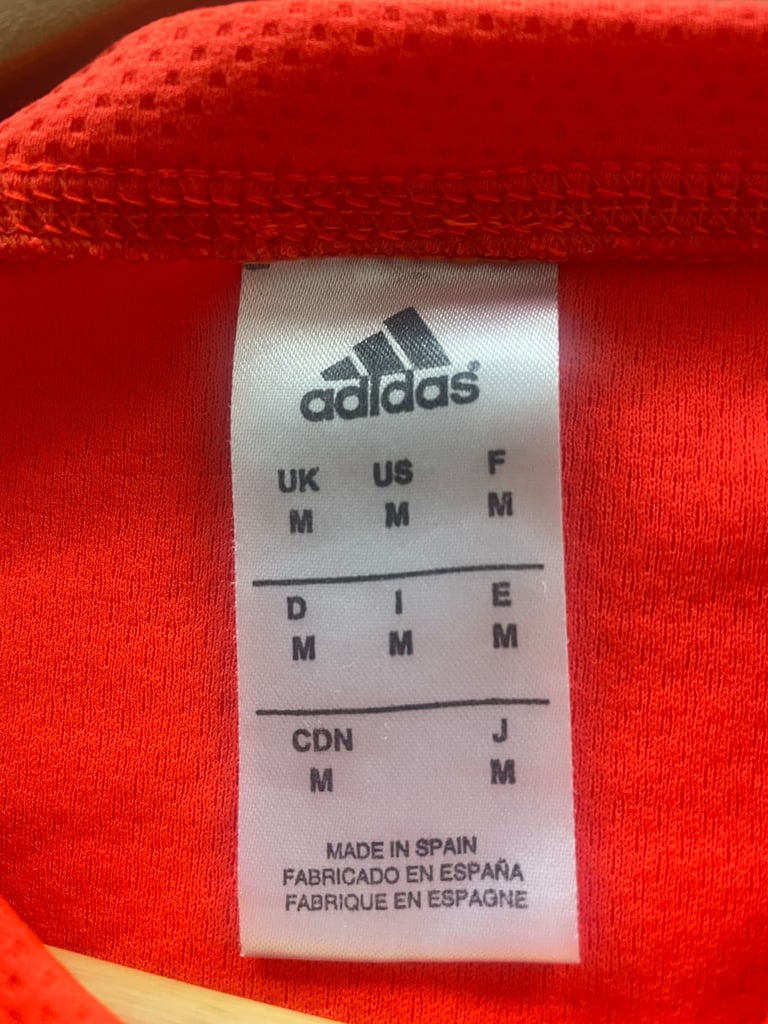 adidas®
UK US F
M M M
D I E
M M M
CDN J
M M
MADE IN SPAIN
FABRICADO EN ESPAÑA
FABRIQUE EN ESPAGNE